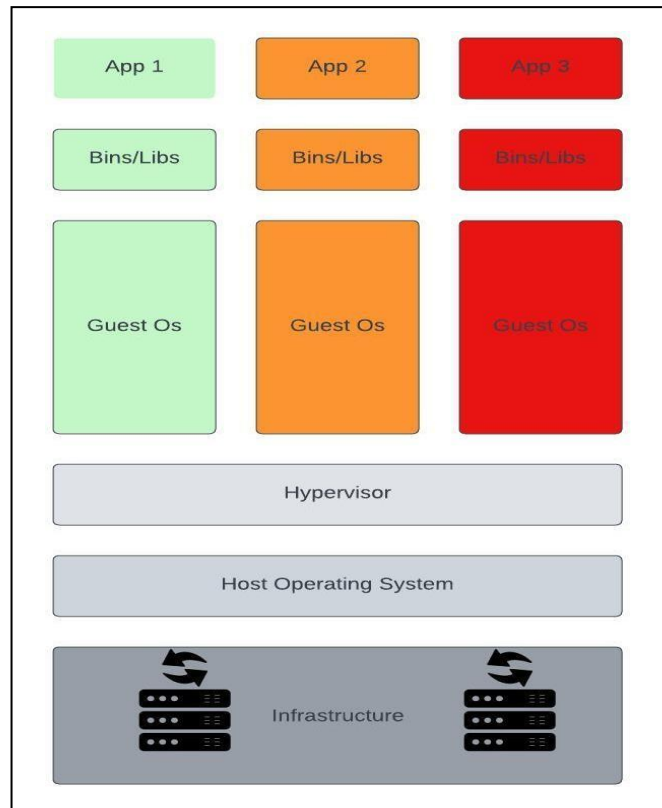 App 1
App 2
App 3
Bins/Libs
Bins/Libs
Bins/Libs
Guest Os
Guest Os
Guest Os
Hypervisor
Host Operating System
Infrastructure